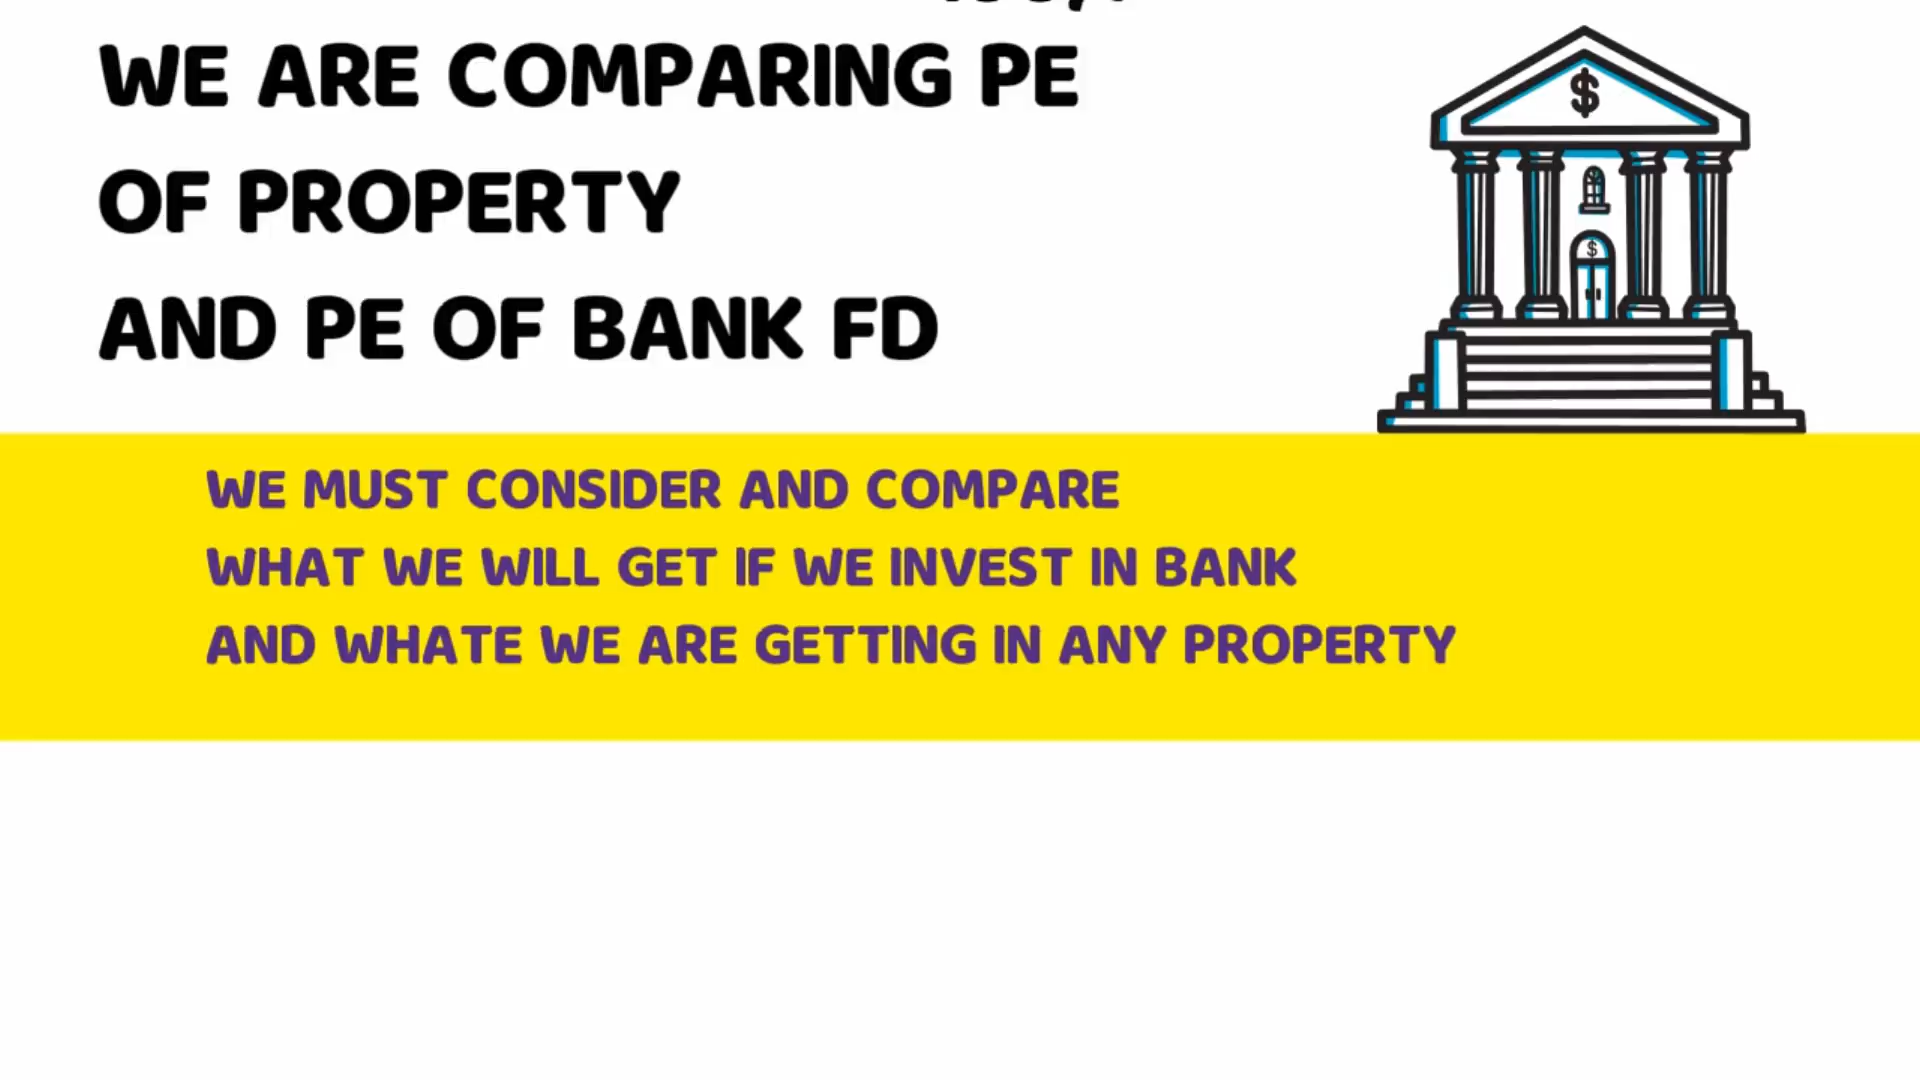 WE ARE COMPARING PE
OF PROPERTY
AND PE OF BANK FD
$
$
WE MUST CONSIDER AND COMPARE
WHAT WE WILL GET IF WE INVEST IN BANK
AND WHATE WE ARE GETTING IN ANY PROPERTY